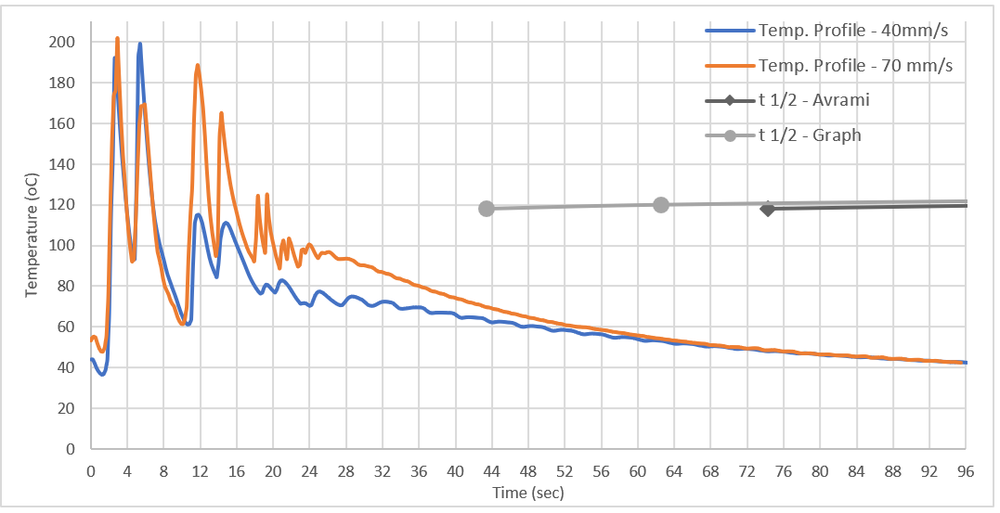 Temp. Profile - 40mm/s
Temp. Profile - 70 mm/s
t 1/2 - Avrami
t 1/2 - Graph
Temperature (oC)
200
180
160
140
120
100
80
60
40
20
0
0 4 8 12 16 20 24 28 32 36 40 44 48 52 56 60 64 68 72 76 80 84 88 92 96
Time (sec)